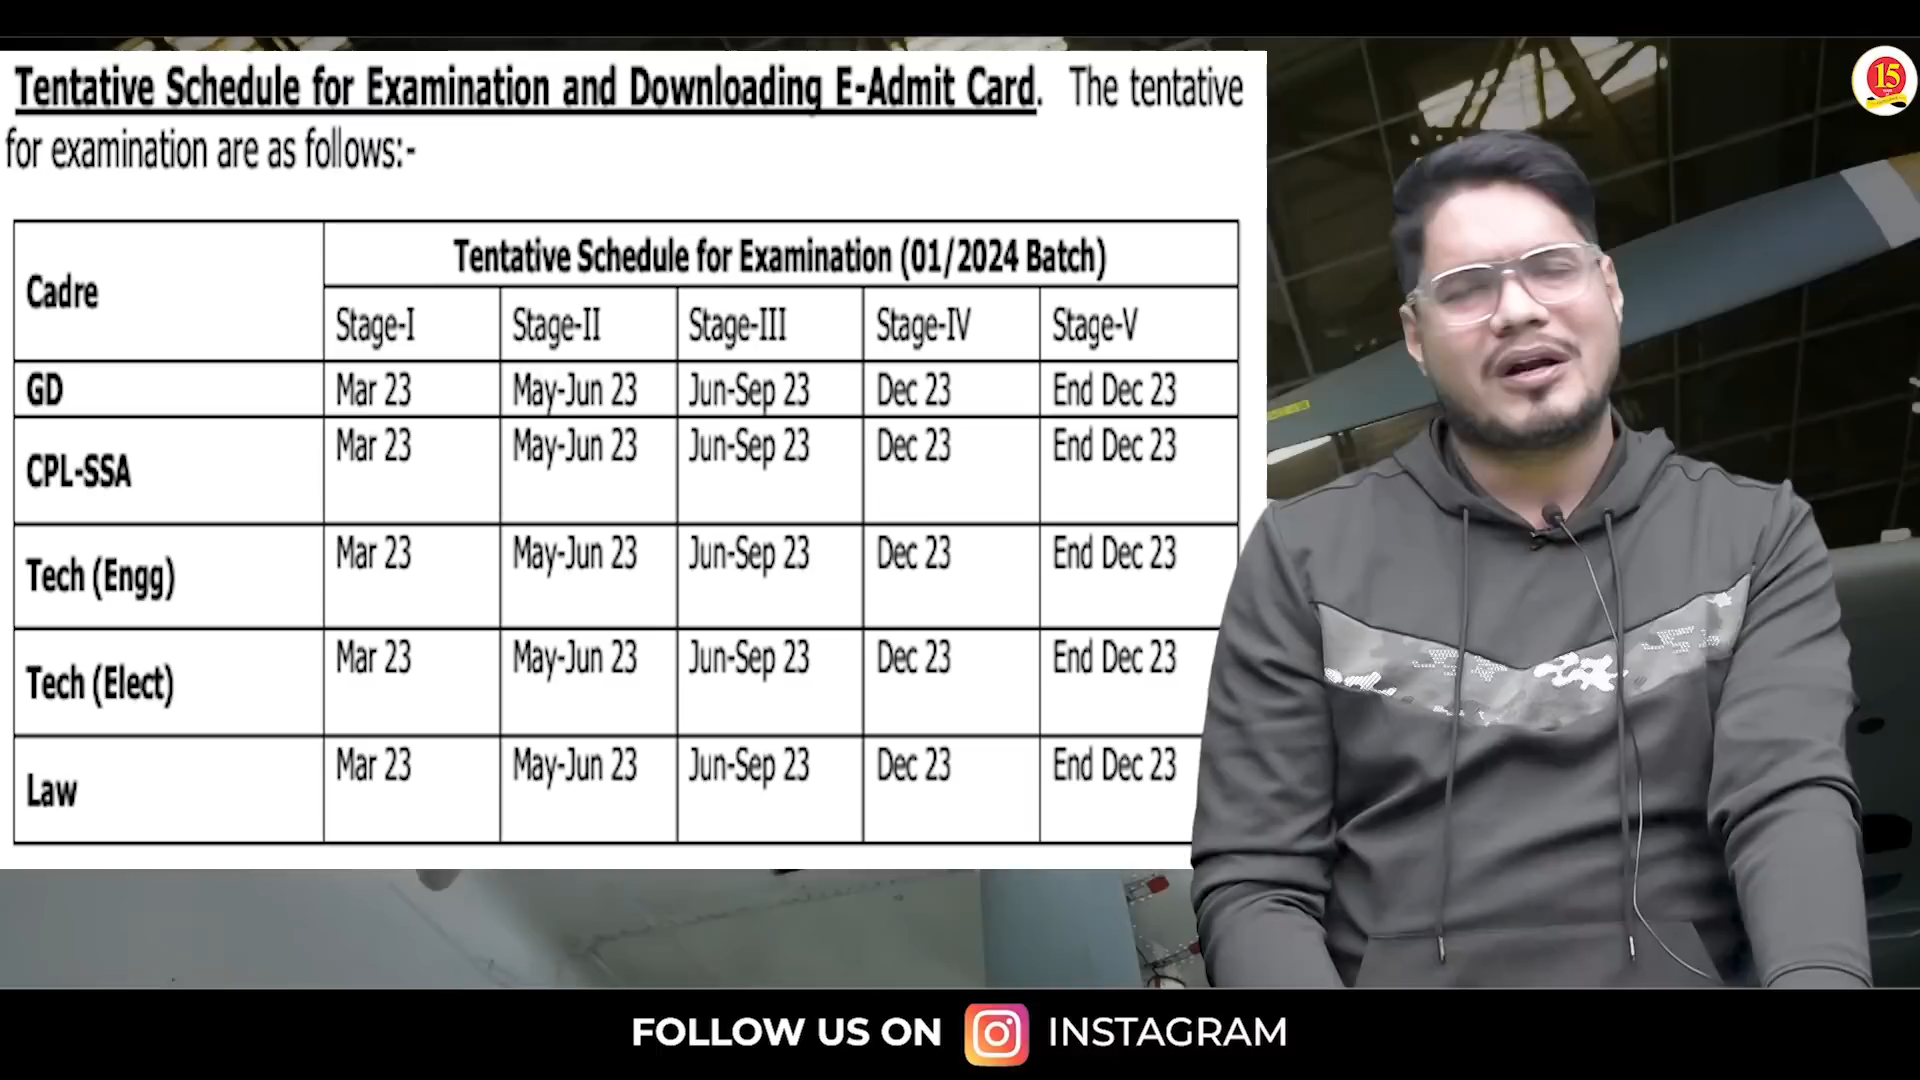 Tentative Schedule for Examination and Downloading E-Admit Card. The tentative
for examination are as follows:-
Cadre
Tentative Schedule for Examination (01/2024 Batch)
Stage-I Stage-II Stage-III Stage-IV Stage-V
GD Mar 23 May-Jun 23 Jun-Sep 23 Dec 23 End Dec 23
CPL-SSA Mar 23 May-Jun 23 Jun-Sep 23 Dec 23 End Dec 23
Tech (Engg) Mar 23 May-Jun 23 Jun-Sep 23 Dec 23 End Dec 23
Tech (Elect) Mar 23 May-Jun 23 Jun-Sep 23 Dec 23 End Dec 23
Law Mar 23 May-Jun 23 Jun-Sep 23 Dec 23 End Dec 23
15
FOLLOW US ON INSTAGRAM